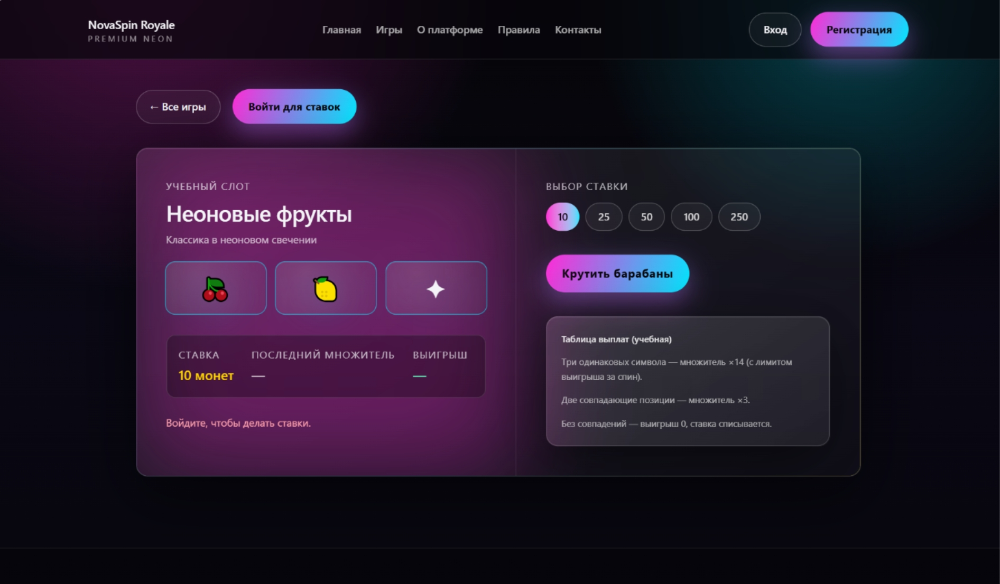 NovaSpin Royale
PREMIUM NEON
Главная Игры О платформе Правила Контакты
Вход Регистрация
← Все игры Войти для ставок
УЧЕБНЫЙ СЛОТ
Неоновые фрукты
Классика в неоновом свечении
СТАВКА ПОСЛЕДНИЙ МНОЖИТЕЛЬ ВЫИГРЫШ
10 монет — —
Войдите, чтобы делать ставки.
ВЫБОР СТАВКИ
10 25 50 100 250
Крутить барабаны
Таблица выплат (учебная)
Три одинаковых символа — множитель ×14 (с лимитом
выигрыша за спин).
Две совпадающие позиции — множитель ×3.
Без совпадений — выигрыш 0, ставка списывается.